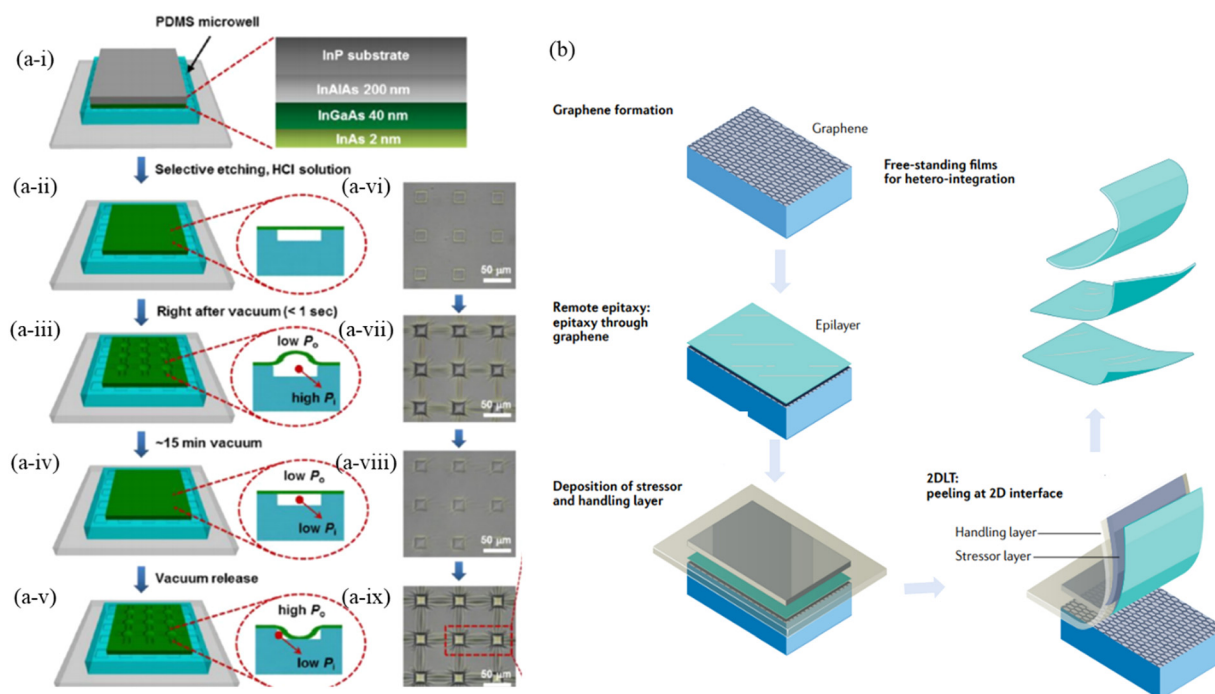 PDMS microwell
(a-i)
InP substrate
InAlAs 200 nm
InGaAs 40 nm
InAs 2 nm
Selective etching, HCl solution
(a-ii)
(a-vi)
50 μm
Right after vacuum (< 1 sec)
(a-iii)
low Po
high Pi
(a-vii)
50 μm
~15 min vacuum
(a-iv)
low Po
low Pi
(a-viii)
50 μm
Vacuum release
(a-v)
high Po
low Pi
(a-ix)
50 μm
(b)
Graphene formation
Graphene
Free-standing films
for hetero-integration
Remote epitaxy:
epitaxy through
graphene
Epilayer
Deposition of stressor
and handling layer
2DLT:
peeling at 2D interface
Handling layer
Stressor layer